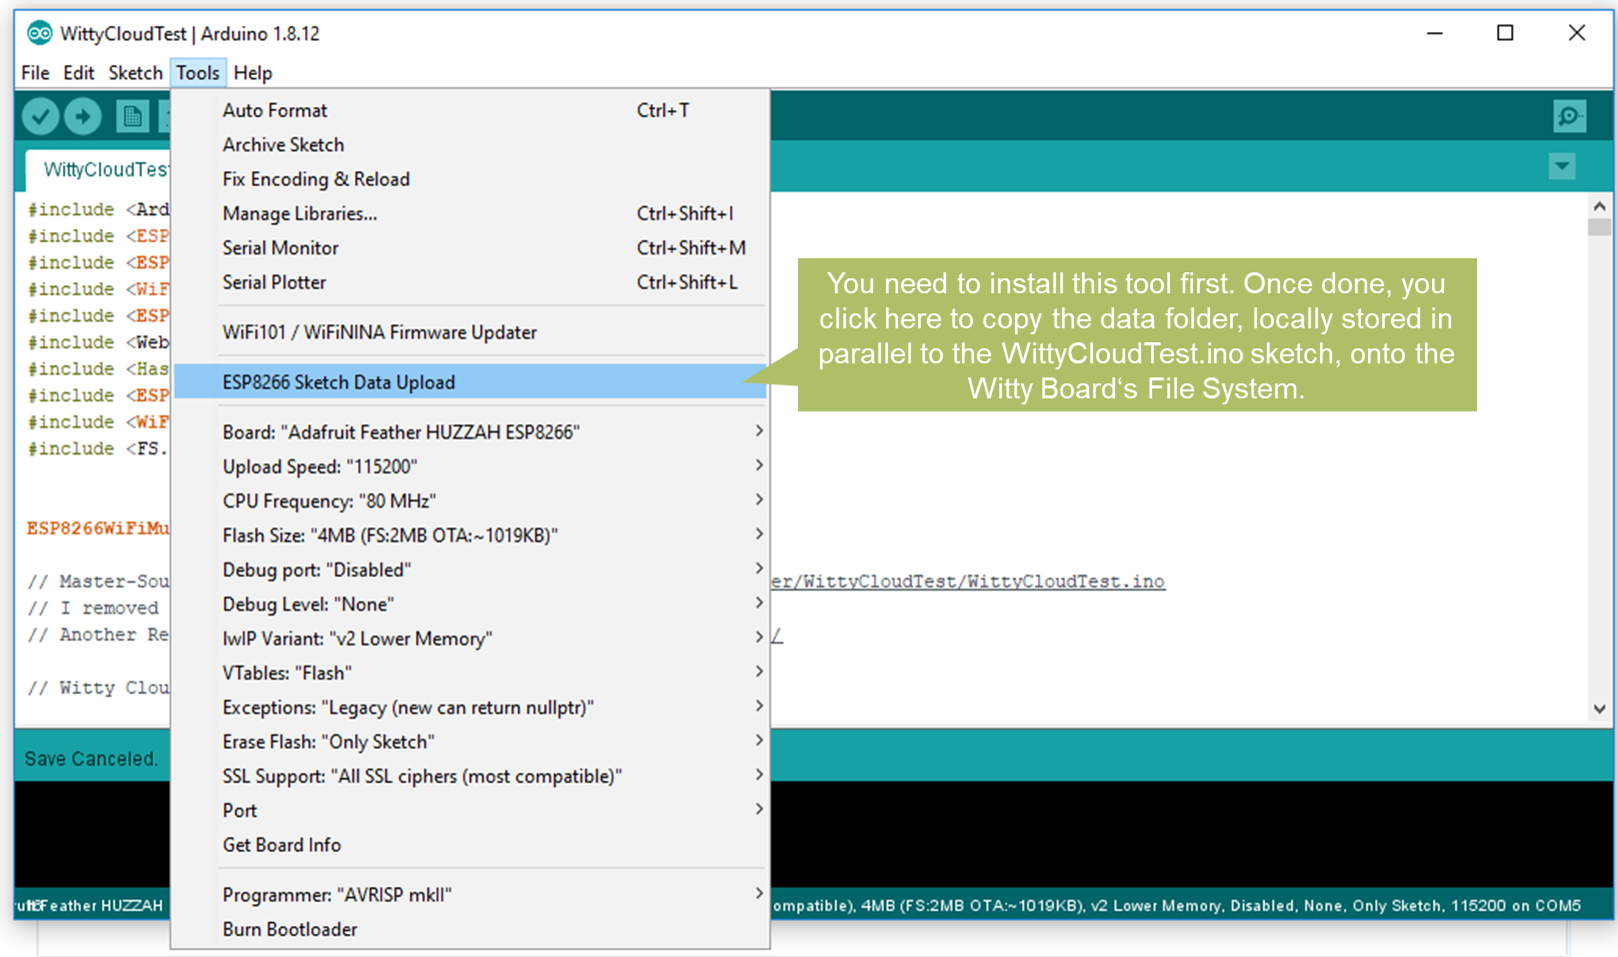 WittyCloudTest | Arduino 1.8.12
File Edit Sketch Tools Help
WittyCloudTes
Auto Format Ctrl+T
Archive Sketch
Fix Encoding & Reload
Manage Libraries... Ctrl+Shift+I
Serial Monitor Ctrl+Shift+M
Serial Plotter Ctrl+Shift+L
WiFi101 / WiFiNINA Firmware Updater
ESP8266 Sketch Data Upload
Board: "Adafruit Feather HUZZAH ESP8266"
Upload Speed: "115200"
CPU Frequency: "80 MHz"
Flash Size: "4MB (FS:2MB OTA:~1019KB)"
Debug port: "Disabled"
Debug Level: "None"
lwIP Variant: "v2 Lower Memory"
VTables: "Flash"
Exceptions: "Legacy (new can return nullptr)"
Erase Flash: "Only Sketch"
SSL Support: "All SSL ciphers (most compatible)"
Port
Get Board Info
Programmer: "AVRISP mkII"
Burn Bootloader
You need to install this tool first. Once done, you
click here to copy the data folder, locally stored in
parallel to the WittyCloudTest.ino sketch, onto the
Witty Board‘s File System.
#include <Ard
#include <ESP
#include <ESP
#include <WiF
#include <ESP
#include <Web
#include <Has
#include <ESP
#include <WiF
#include <FS.
ESP8266WiFiMu
// Master-Sou er/WittyCloudTest/WittyCloudTest.ino
// I removed
// Another Re /
// Witty Clou
Save Canceled.
Feather HUZZAH ompatible), 4MB (FS:2MB OTA:~1019KB), v2 Lower Memory, Disabled, None, Only Sketch, 115200 on COM5